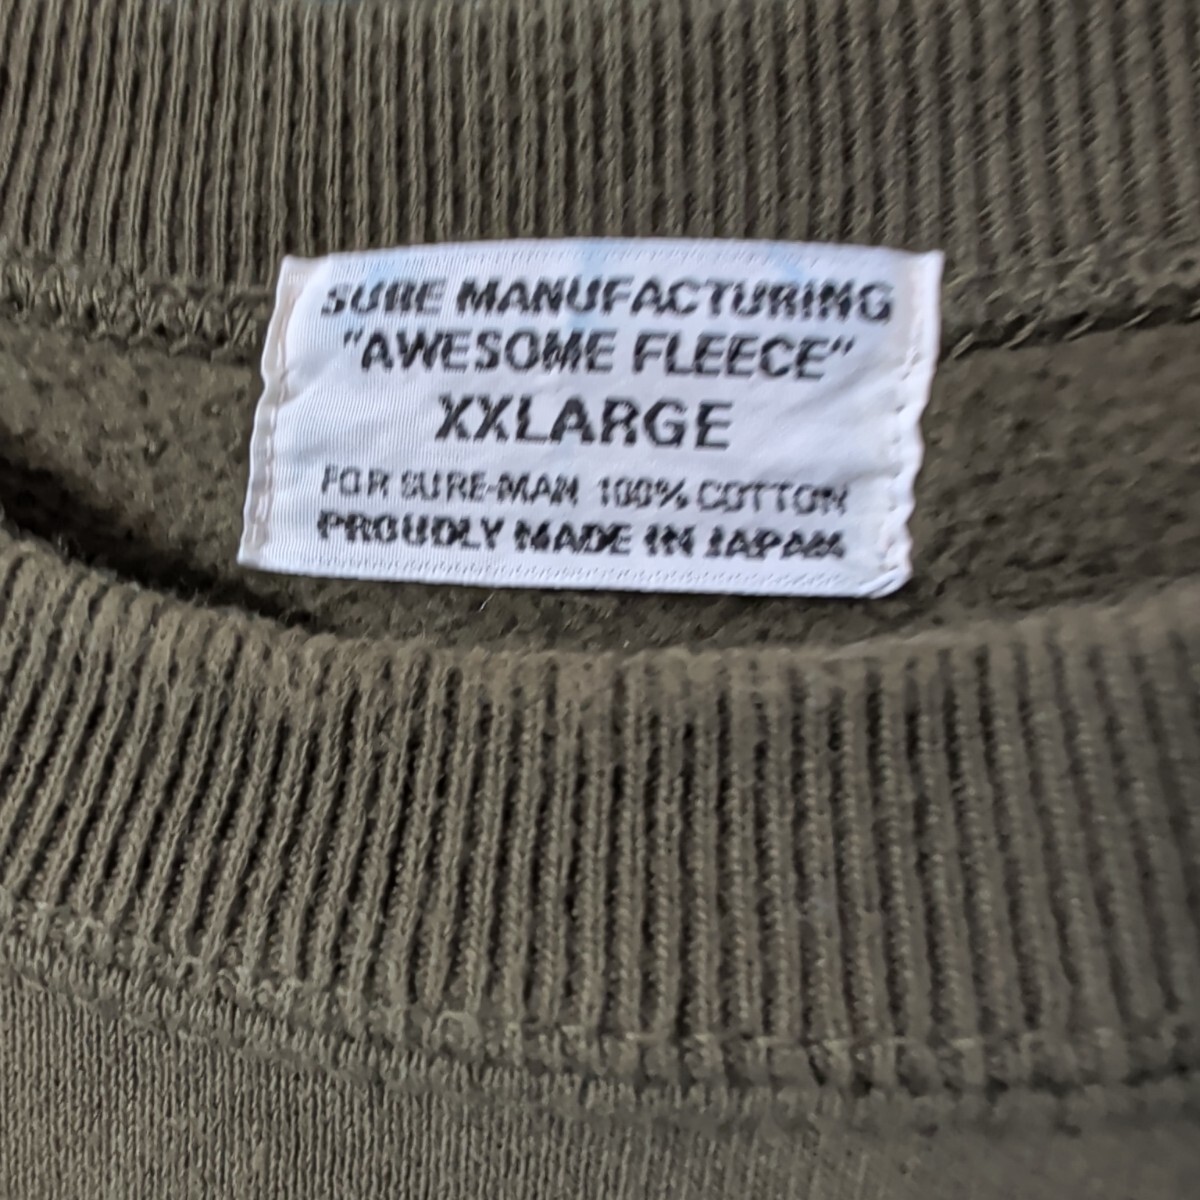 SURE MANUFACTURING
"AWESOME FLEECE"
XXLARGE
FOR SURE-MAN 100% COTTON
PROUDLY MADE IN JAPAN